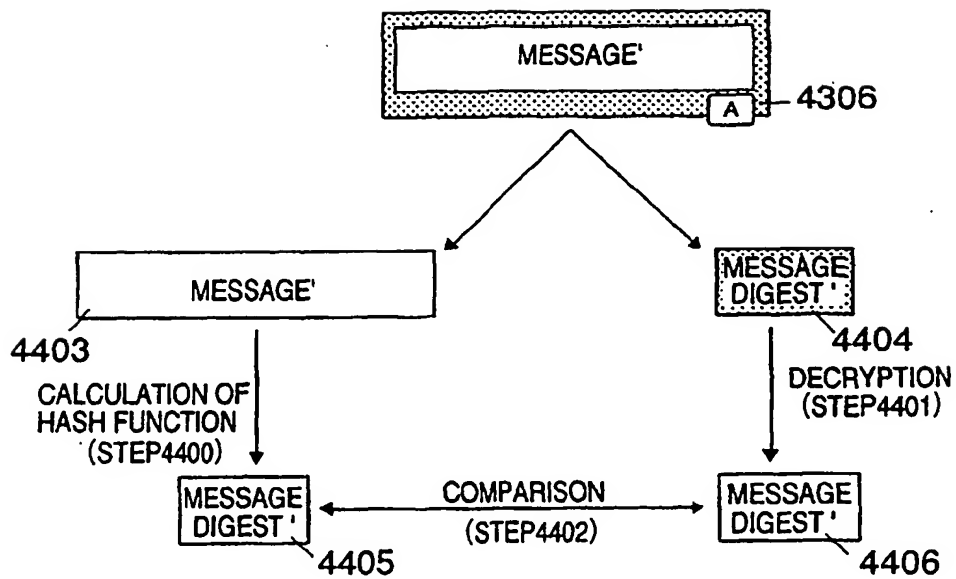 MESSAGE'
A
4306
MESSAGE'
4403
MESSAGE
DIGEST'
4404
CALCULATION OF
HASH FUNCTION
(STEP4400)
DECRYPTION
(STEP4401)
MESSAGE
DIGEST'
4405
COMPARISON
(STEP4402)
MESSAGE
DIGEST'
4406